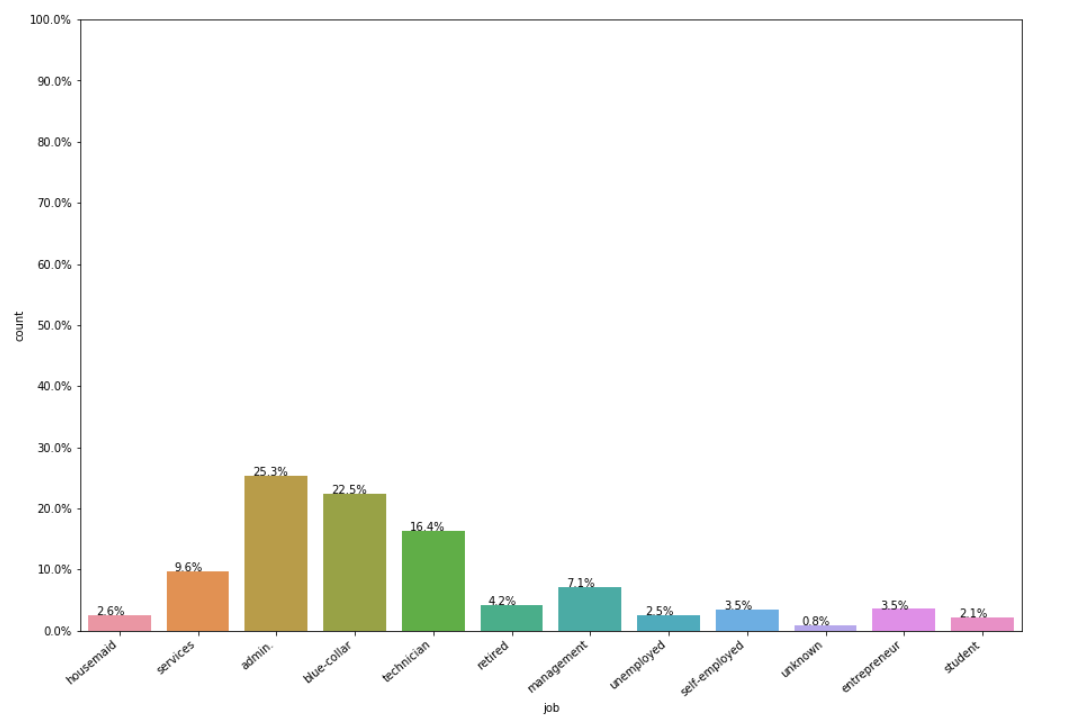 100.0%
90.0%
80.0%
70.0%
60.0%
50.0%
40.0%
30.0%
20.0%
10.0%
0.0%
count
2.6%
9.6%
25.3%
22.5%
16.4%
4.2%
7.1%
2.5%
3.5%
0.8%
3.5%
2.1%
housemaid
services
admin.
blue-collar
technician
retired
management
unemployed
self-employed
unknown
entrepreneur
student
job